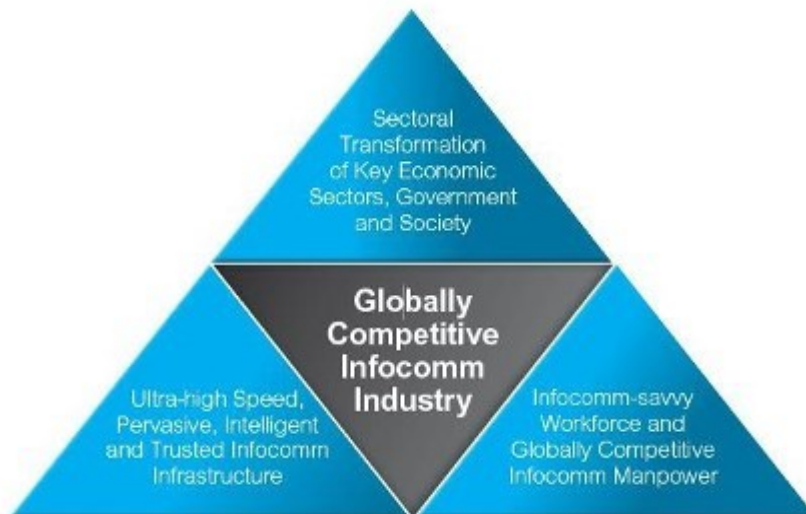 Sectoral
Transformation
of Key Economic
Sectors, Government
and Society
Globally
Competitive
Infocomm
Industry
Ultra-high Speed,
Pervasive, Intelligent
and Trusted Infocomm
Infrastructure
Infocomm-savvy
Workforce and
Globally Competitive
Infocomm Manpower